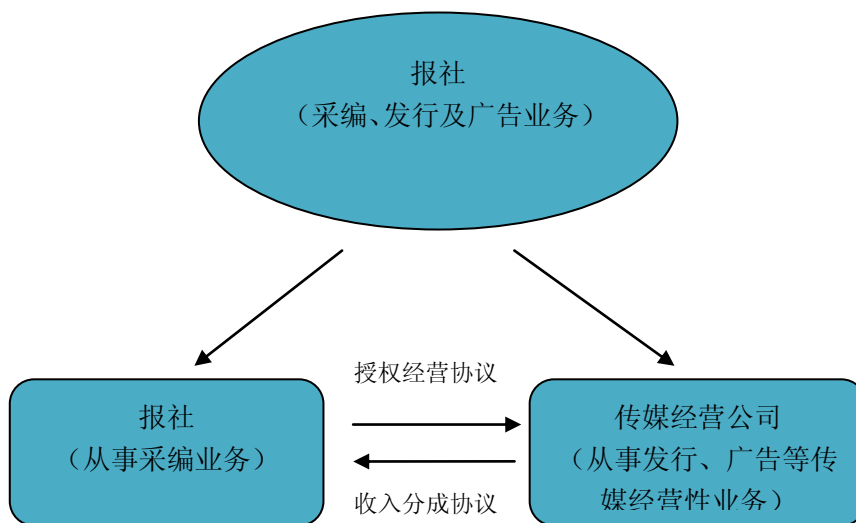 报社
（采编、发行及广告业务）
授权经营协议
报社
（从事采编业务）
传媒经营公司
（从事发行、广告等传
媒经营性业务）
收入分成协议